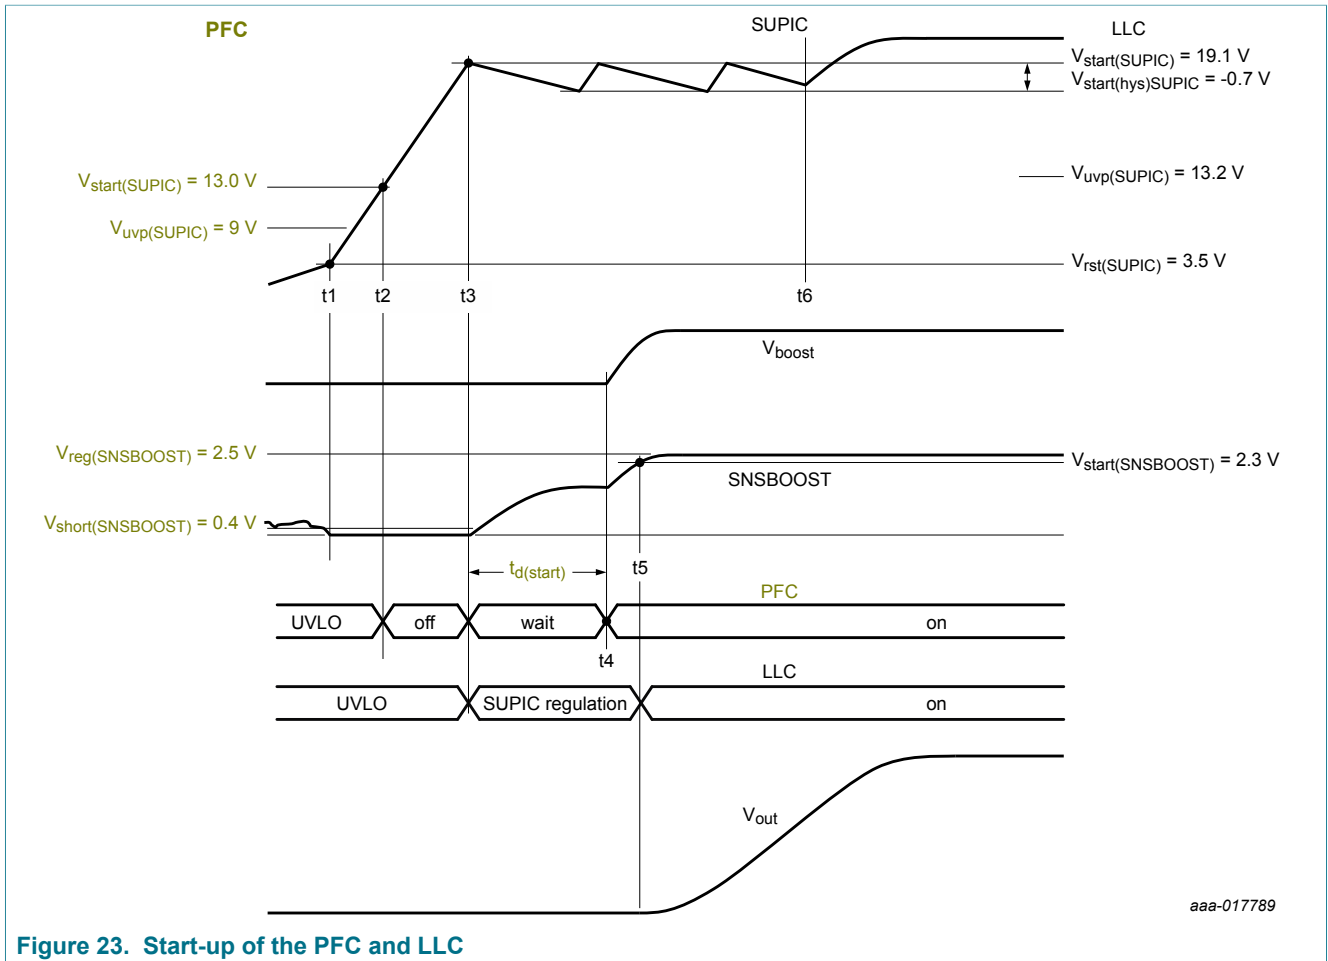 PFC
SUPIC
LLC
Vstart(SUPIC) = 19.1 V
Vstart(hys)SUPIC = -0.7 V
Vstart(SUPIC) = 13.0 V
Vuvp(SUPIC) = 13.2 V
Vuvp(SUPIC) = 9 V
Vrst(SUPIC) = 3.5 V
t1
t2
t3
t6
Vboost
Vreg(SNSBOOST) = 2.5 V
Vstart(SNSBOOST) = 2.3 V
SNSBOOST
Vshort(SNSBOOST) = 0.4 V
td(start)
t5
PFC
UVLO
off
wait
on
t4
LLC
UVLO
SUPIC regulation
on
Vout
aaa-017789
Figure 23. Start-up of the PFC and LLC